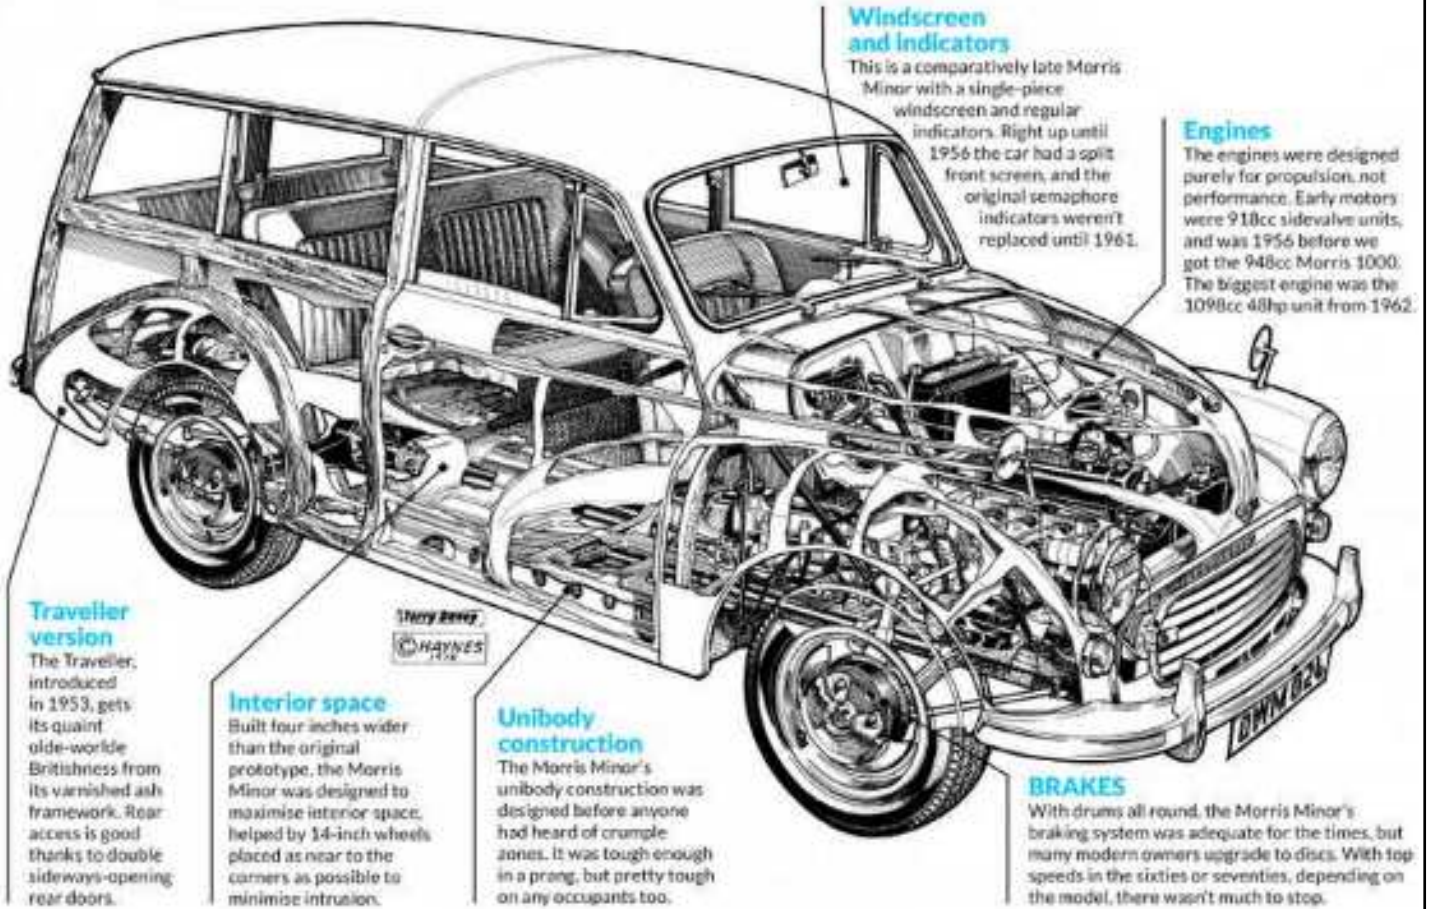 Windscreen
and indicators
This is a comparatively late Morris
Minor with a single-piece
windscreen and regular
indicators. Right up until
1956 the car had a split
front screen, and the
original semaphore
indicators weren't
replaced until 1961.
Engines
The engines were designed
purely for propulsion, not
performance. Early motors
were 918cc sidevalve units,
and was 1956 before we
got the 948cc Morris 1000.
The biggest engine was the
1098cc 48hp unit from 1962.
Traveller
version
The Traveller,
introduced
in 1953, gets
its quaint
olde-worlde
Britishness from
its varnished ash
framework. Rear
access is good
thanks to double
sideways-opening
rear doors.
Terry Davey
© HAYNES
Interior space
Built four inches wider
than the original
prototype, the Morris
Minor was designed to
maximise interior space,
helped by 14-inch wheels
placed as near to the
corners as possible to
minimise intrusion.
Unibody
construction
The Morris Minor's
unibody construction was
designed before anyone
had heard of crumple
zones. It was tough enough
in a prang, but pretty tough
on any occupants too.
BRAKES
With drums all round, the Morris Minor's
braking system was adequate for the times, but
many modern owners upgrade to discs. With top
speeds in the sixties or seventies, depending on
the model, there wasn't much to stop.